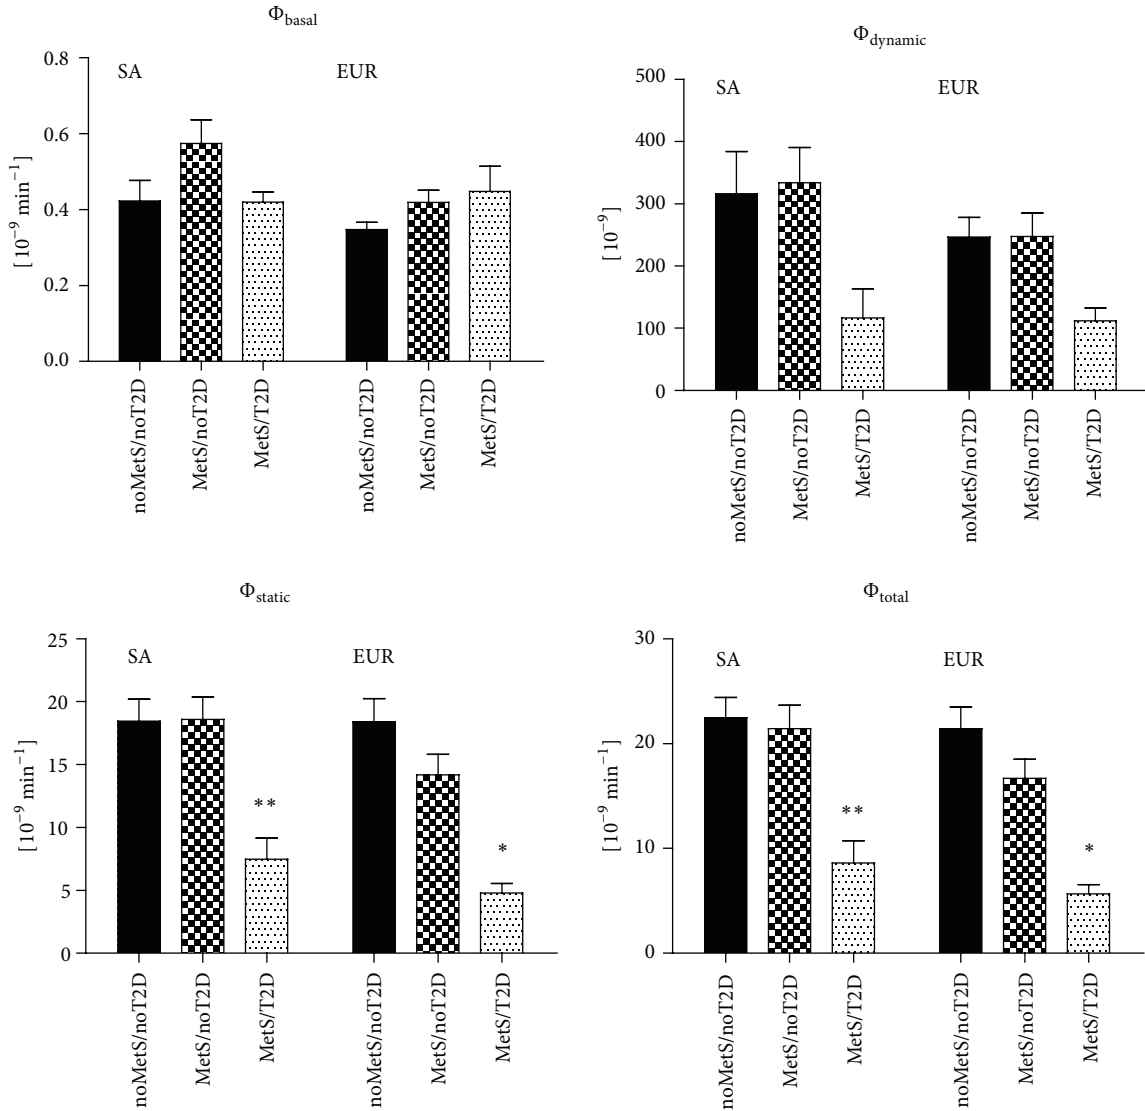 Φbasal
[10−9 min−1]
0.8
0.6
0.4
0.2
0.0
SA
EUR
noMetS/noT2D
MetS/noT2D
MetS/T2D
noMetS/noT2D
MetS/noT2D
MetS/T2D
Φdynamic
[10−9]
500
400
300
200
100
0
SA
EUR
noMetS/noT2D
MetS/noT2D
MetS/T2D
noMetS/noT2D
MetS/noT2D
MetS/T2D
Φstatic
[10−9 min−1]
25
20
15
10
5
0
SA
EUR
**
*
noMetS/noT2D
MetS/noT2D
MetS/T2D
noMetS/noT2D
MetS/noT2D
MetS/T2D
Φtotal
[10−9 min−1]
30
20
10
0
SA
EUR
**
*
noMetS/noT2D
MetS/noT2D
MetS/T2D
noMetS/noT2D
MetS/noT2D
MetS/T2D